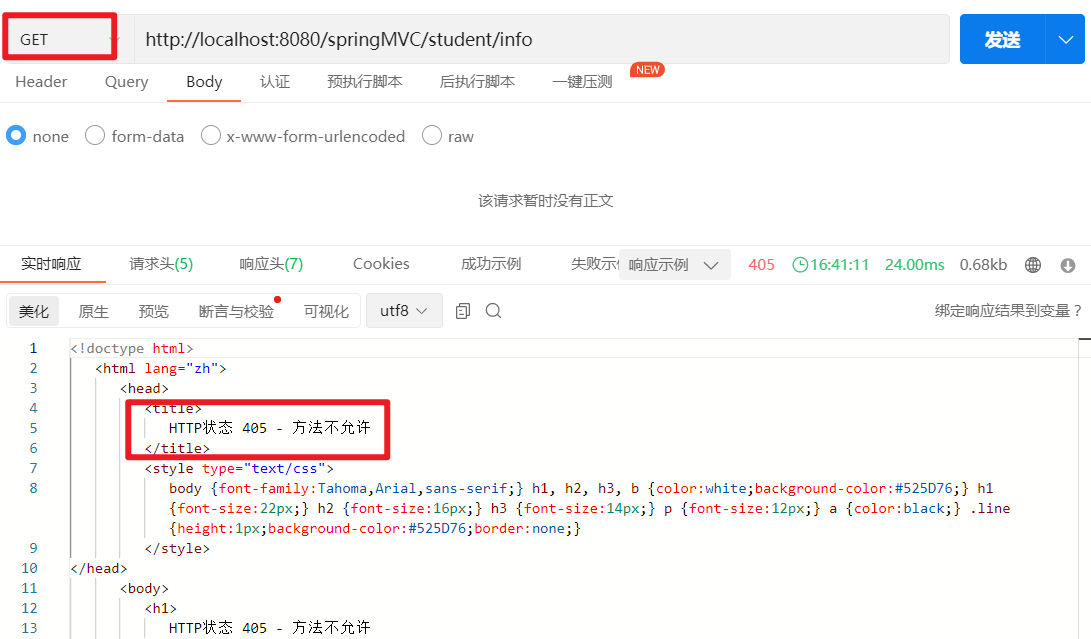 GET http://localhost:8080/springMVC/student/info 发送
NEW
Header Query Body 认证 预执行脚本 后执行脚本 一键压测
none form-data x-www-form-urlencoded raw
该请求暂时没有正文
实时响应 请求头(5) 响应头(7) Cookies 成功示例 失败示 响应示例 405 16:41:11 24.00ms 0.68kb
美化 原生 预览 断言与校验 可视化 utf8 绑定响应结果到变量？
1 <!doctype html>
2 <html lang="zh">
3 <head>
4 <title>
5 HTTP状态 405 - 方法不允许
6 </title>
7 <style type="text/css">
8 body {font-family:Tahoma,Arial,sans-serif;} h1, h2, h3, b {color:white;background-color:#525D76;} h1
{font-size:22px;} h2 {font-size:16px;} h3 {font-size:14px;} p {font-size:12px;} a {color:black;} .line
{height:1px;background-color:#525D76;border:none;}
9 </style>
10 </head>
11 <body>
12 <h1>
13 HTTP状态 405 - 方法不允许